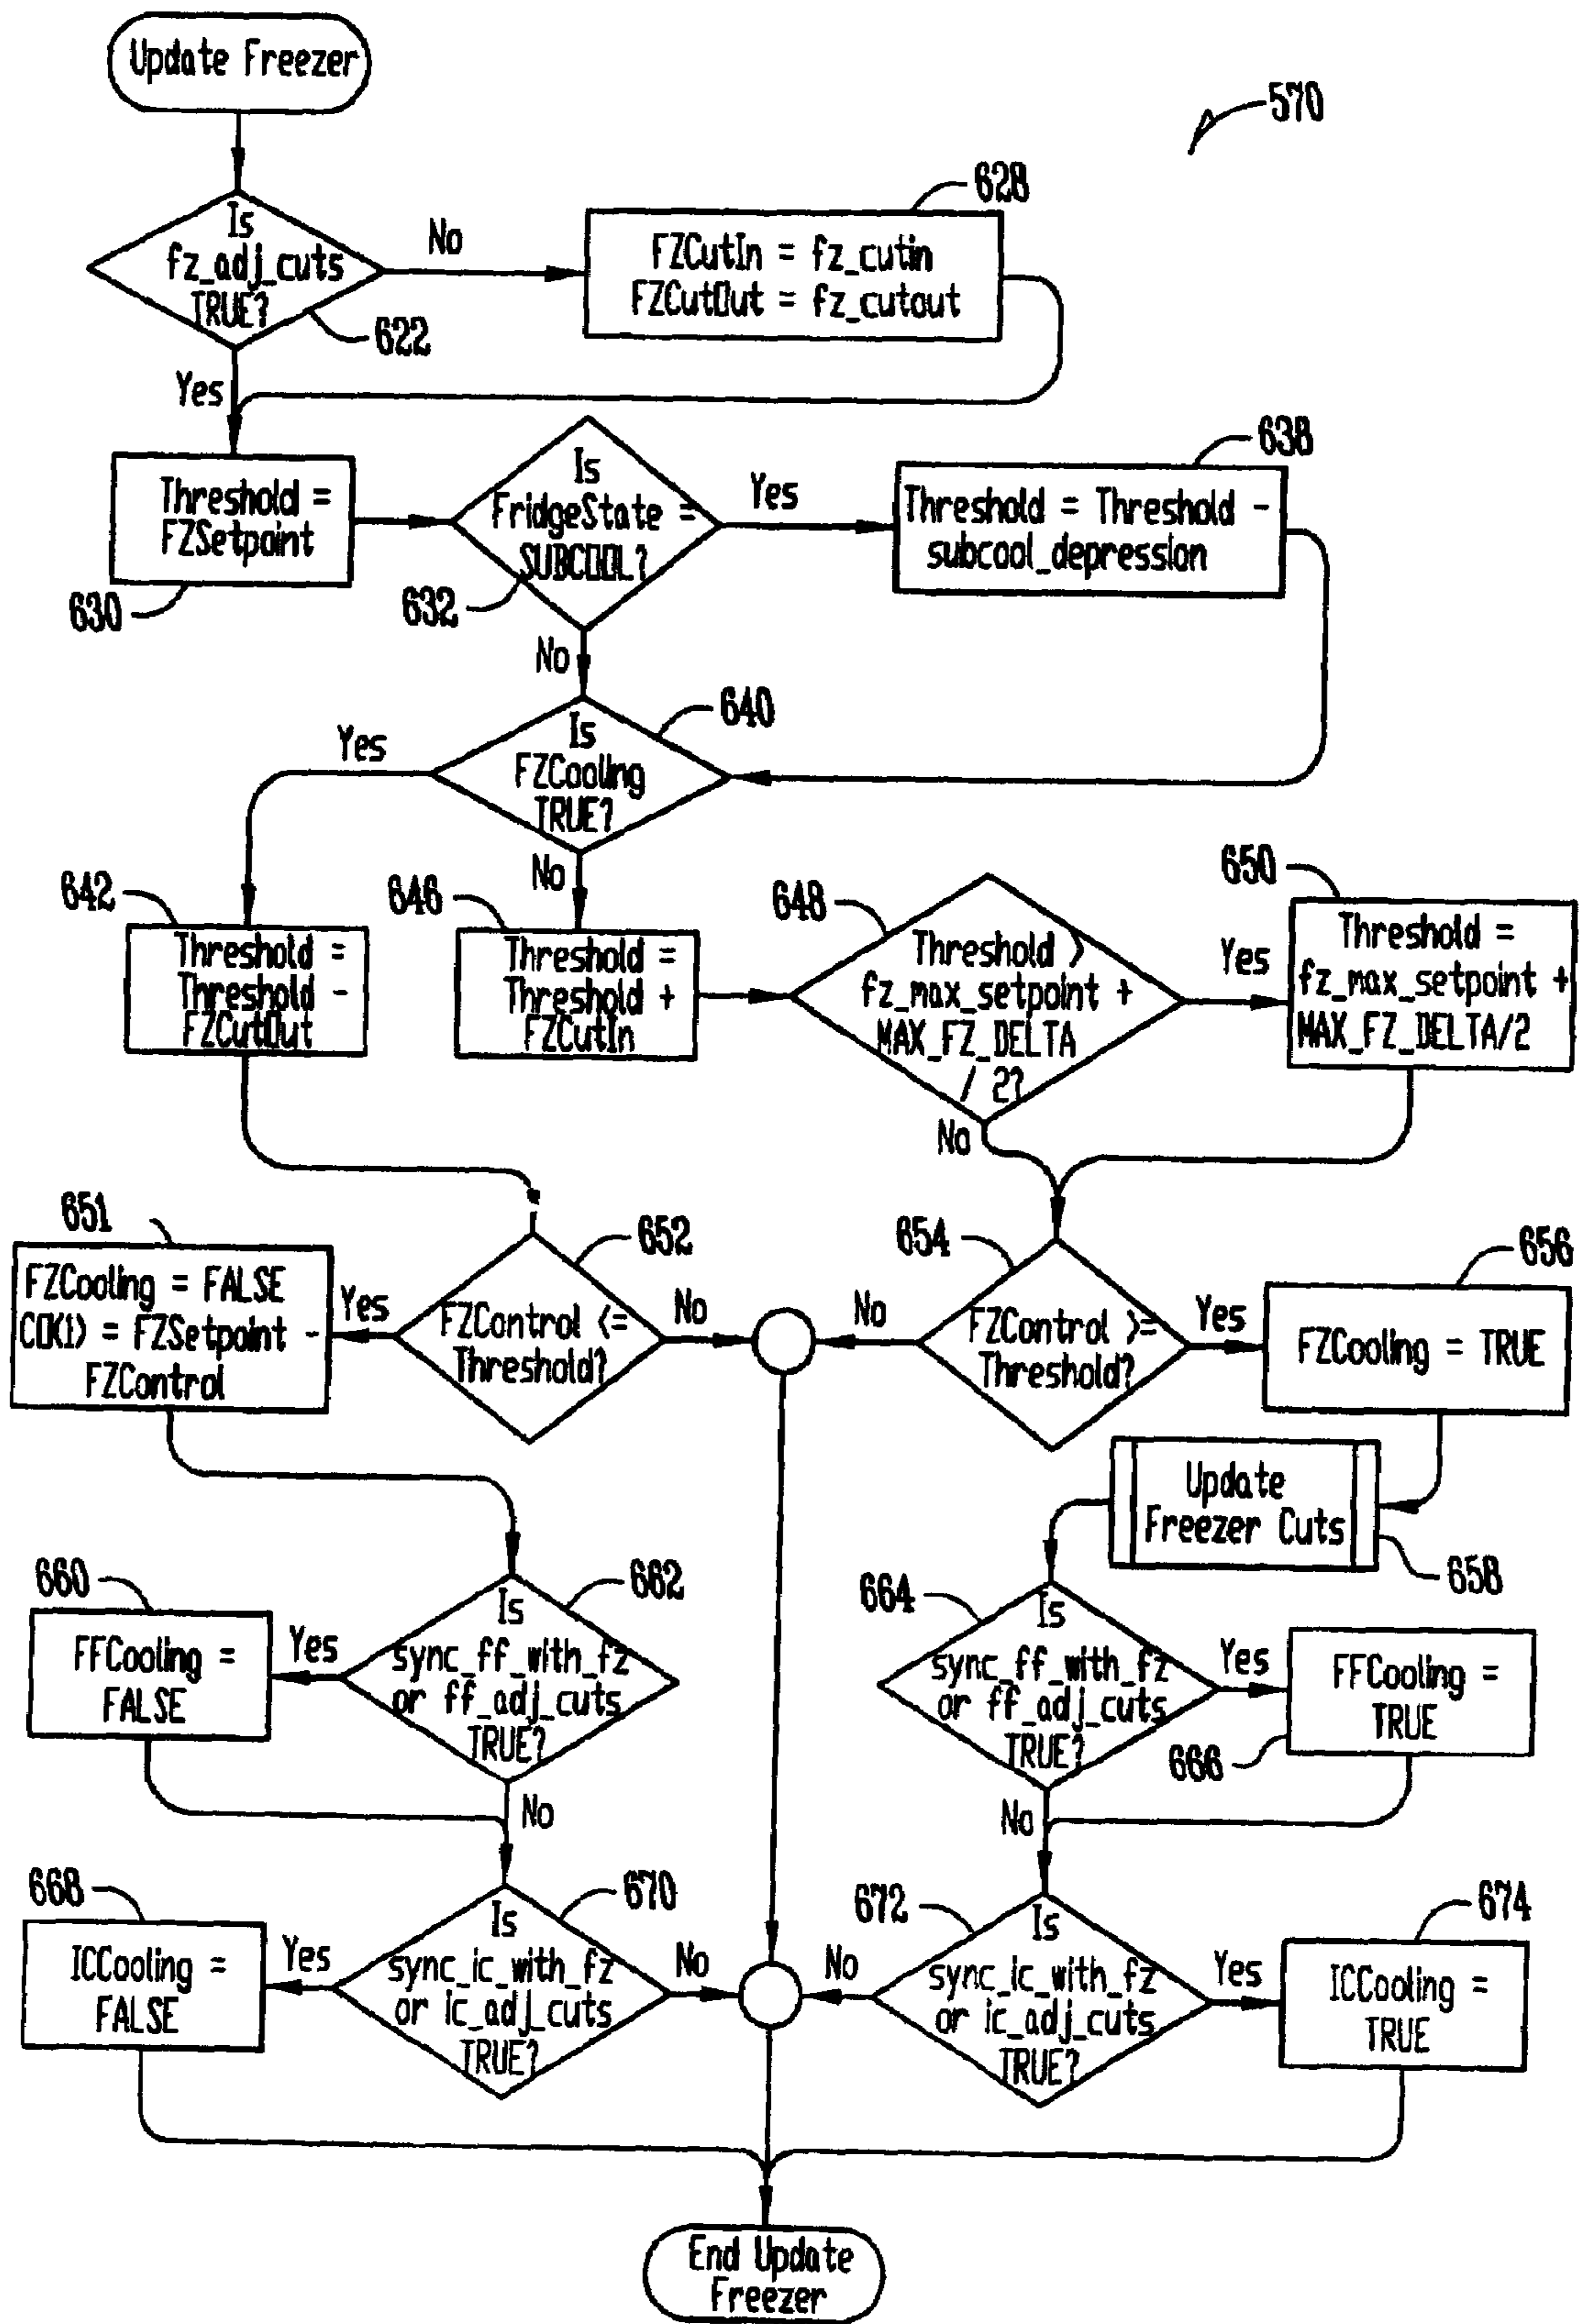 Update Freezer
570
Is
fz_adj_cuts
TRUE?
622
No
Yes
628
FZCutIn = fz_cutin
FZCutOut = fz_cutout
Threshold =
FZSetpoint
630
Is
FridgeState =
SUBCOOL?
632
Yes
No
638
Threshold = Threshold -
subcool_depression
640
Is
FZCooling
TRUE?
Yes
No
642
Threshold =
Threshold -
FZCutOut
646
Threshold =
Threshold +
FZCutIn
648
Threshold >
fz_max_setpoint +
MAX_FZ_DELTA
/ 2?
Yes
No
650
Threshold =
fz_max_setpoint +
MAX_FZ_DELTA/2
651
FZCooling = FALSE
COK(1) = FZSetpoint -
FZControl
Yes
652
FZControl <=
Threshold?
No
654
FZControl >=
Threshold?
No
Yes
656
FZCooling = TRUE
Update
Freezer Cuts
658
660
FFCooling =
FALSE
Yes
662
Is
sync_ff_with_fz
or ff_adj_cuts
TRUE?
No
664
Is
sync_ff_with_fz
or ff_adj_cuts
TRUE?
Yes
No
FFCooling =
TRUE
666
668
ICCooling =
FALSE
Yes
670
Is
sync_ic_with_fz
or ic_adj_cuts
TRUE?
No
672
Is
sync_ic_with_fz
or ic_adj_cuts
TRUE?
No
Yes
674
ICCooling =
TRUE
End Update
Freezer